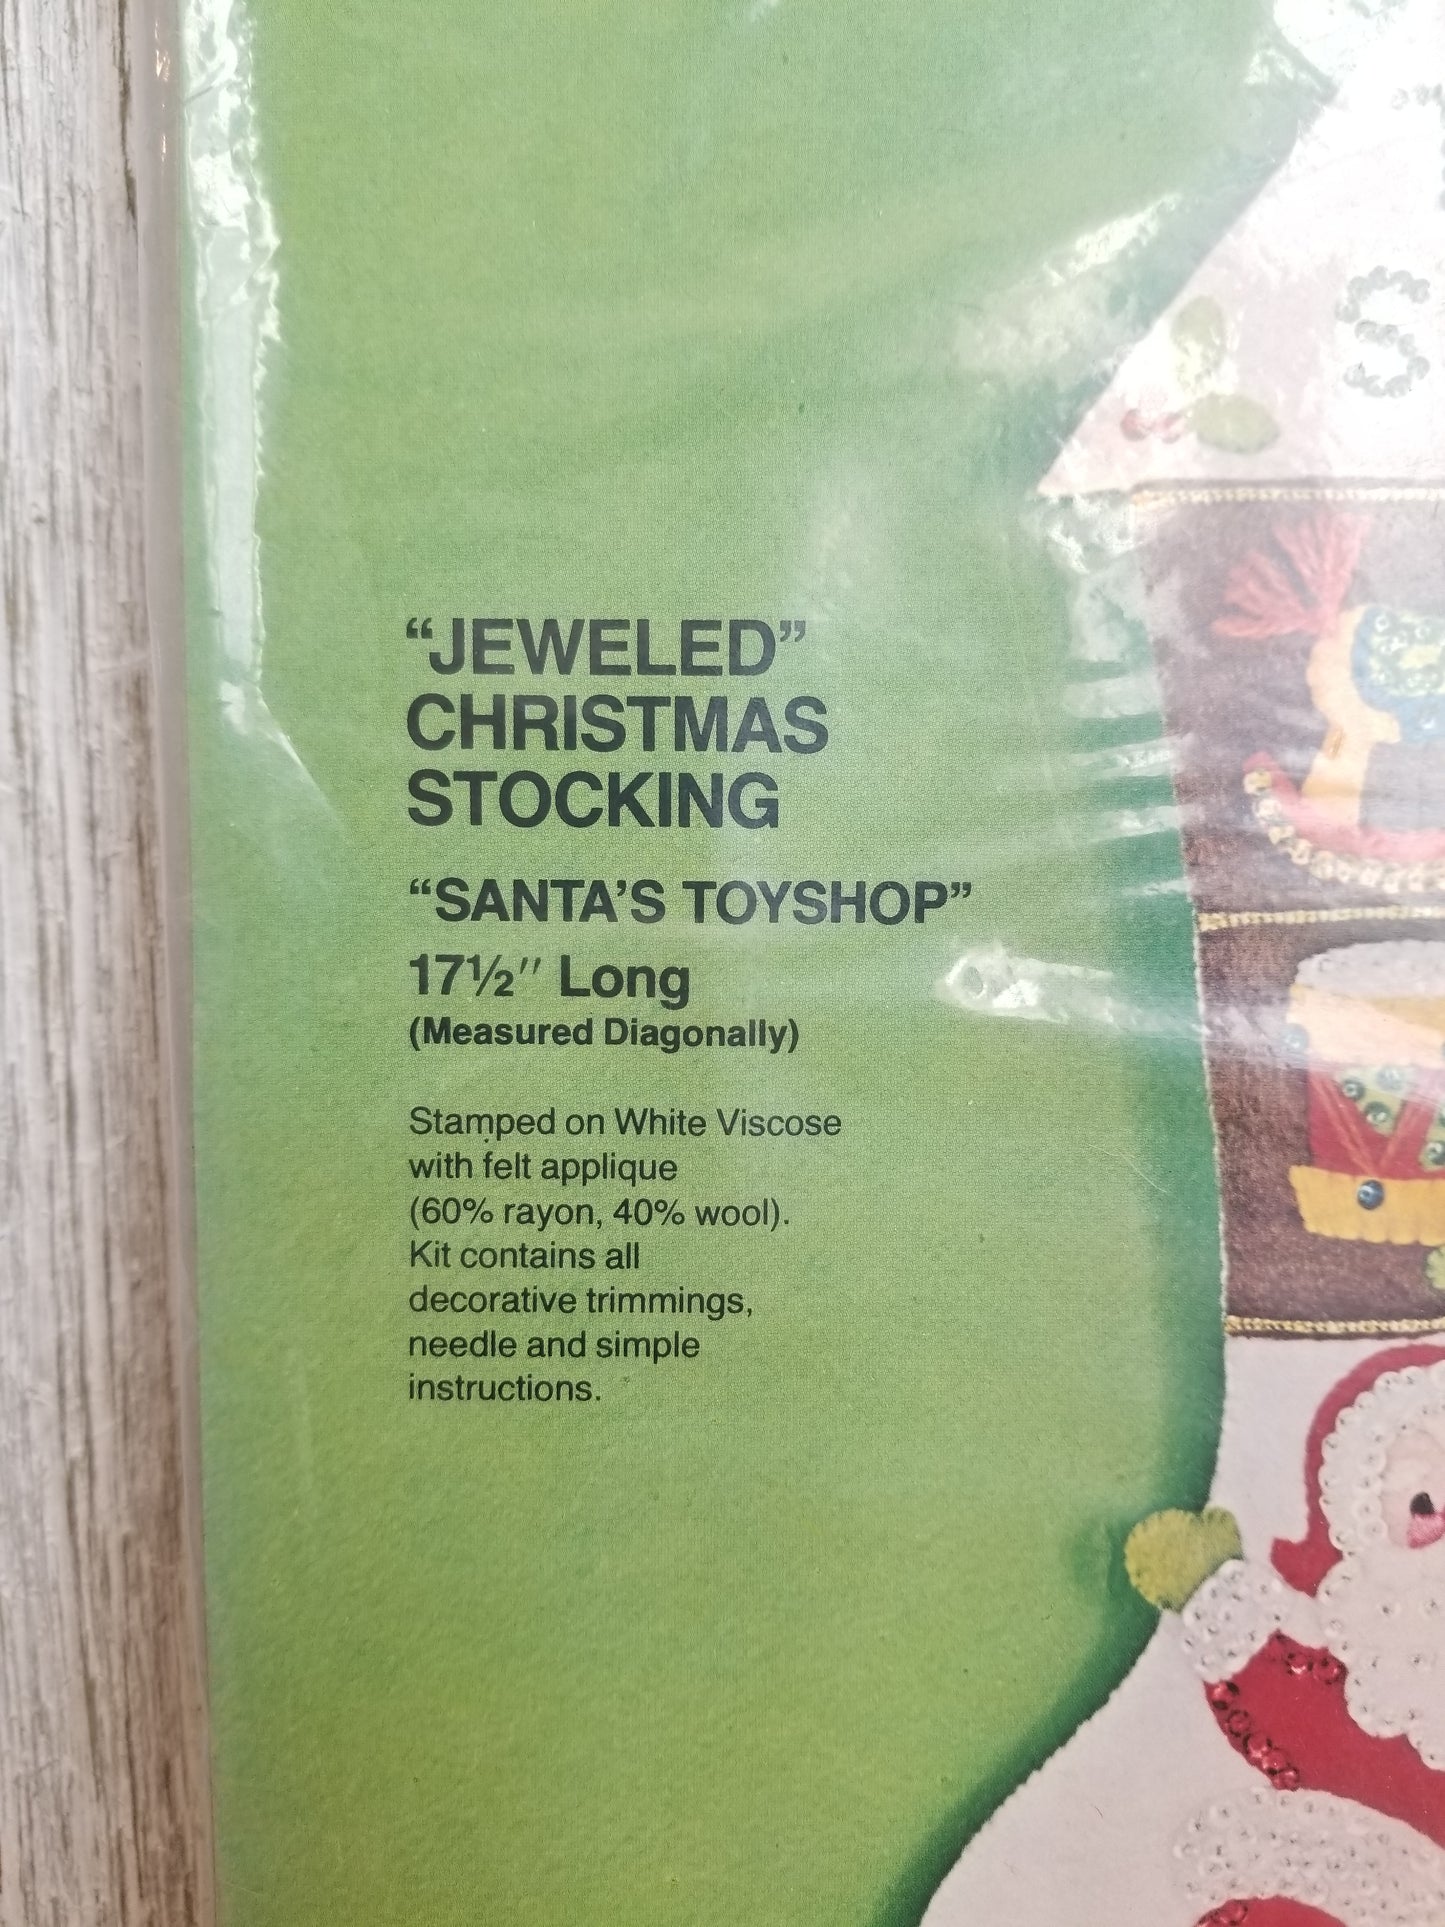 “JEWELED”
CHRISTMAS
STOCKING
“SANTA’S TOYSHOP”
17½″ Long
(Measured Diagonally)
Stamped on White Viscose
with felt applique
(60% rayon, 40% wool).
Kit contains all
decorative trimmings,
needle and simple
instructions.
S